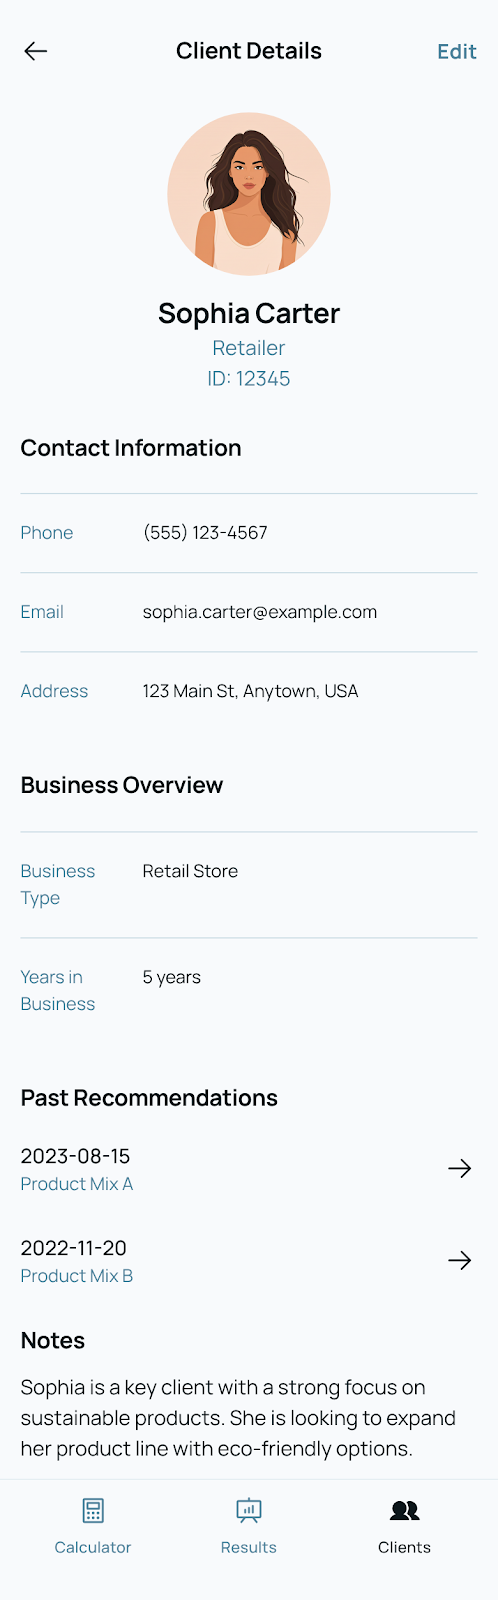 Client Details
Edit
Sophia Carter
Retailer
ID: 12345
Contact Information
Phone (555) 123-4567
Email sophia.carter@example.com
Address 123 Main St, Anytown, USA
Business Overview
Business Retail Store
Type
Years in 5 years
Business
Past Recommendations
2023-08-15
Product Mix A
2022-11-20
Product Mix B
Notes
Sophia is a key client with a strong focus on
sustainable products. She is looking to expand
her product line with eco-friendly options.
Calculator Results Clients